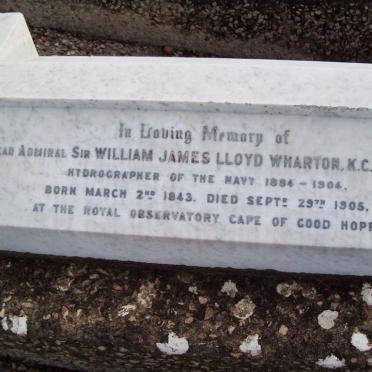 In Loving Memory of
EAR ADMIRAL SIR WILLIAM JAMES LLOYD WHARTON, K.C.
HYDROGRAPHER OF THE NAVY 1884 - 1904.
BORN MARCH 2ND 1843. DIED SEPTR 29TH 1905,
AT THE ROYAL OBSERVATORY CAPE OF GOOD HOPE